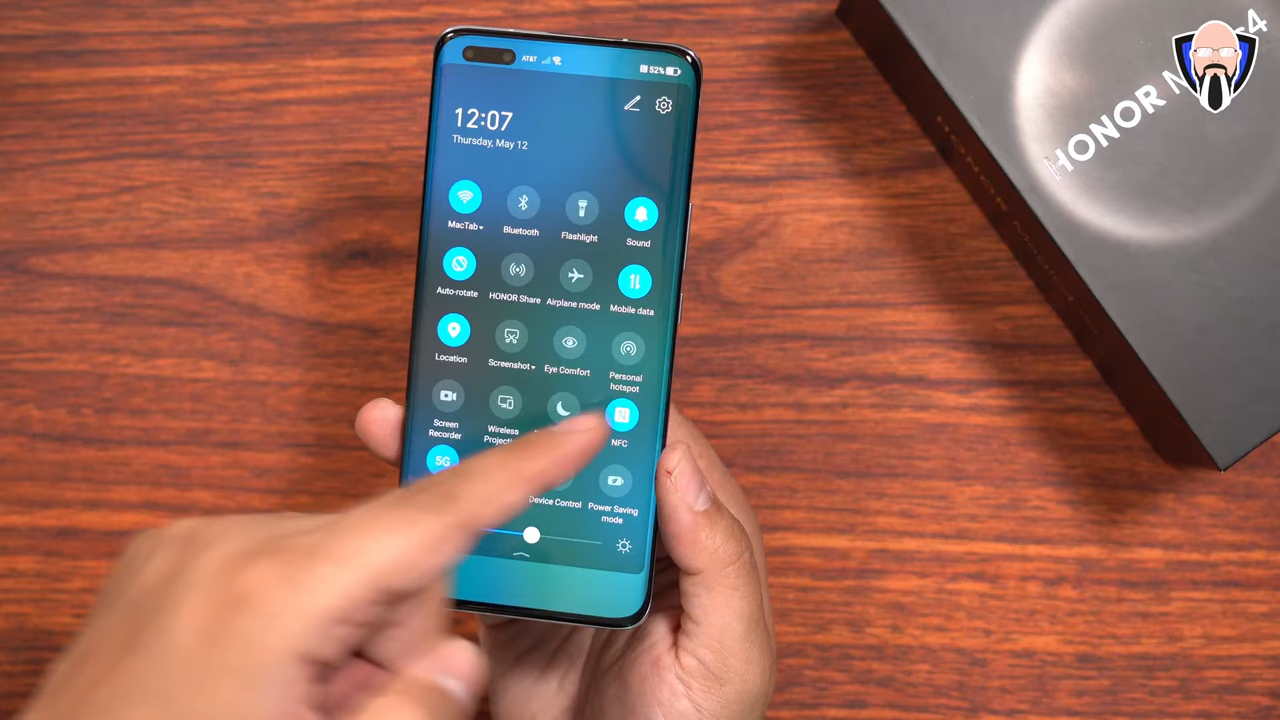 AT&T
52%
12:07
Thursday, May 12
MacTab
Bluetooth
Flashlight
Sound
Auto-rotate
HONOR Share
Airplane mode
Mobile data
Location
Screenshot
Eye Comfort
Personal
hotspot
Screen
Recorder
Wireless
NFC
5G
Device Control
Power Saving
mode
HONOR